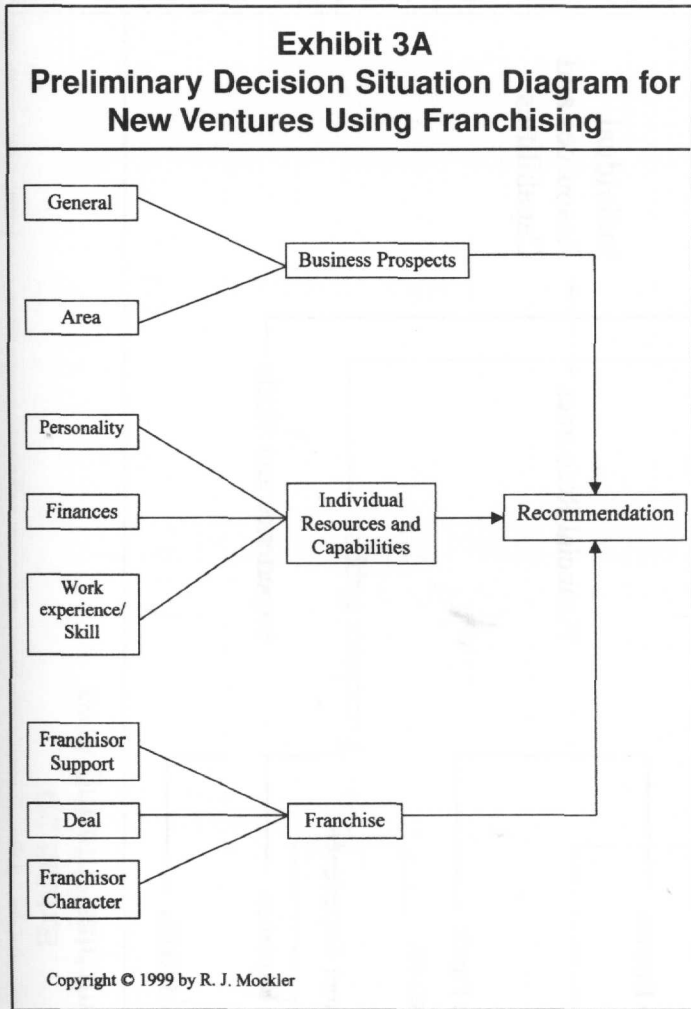 Exhibit 3A
Preliminary Decision Situation Diagram for
New Ventures Using Franchising
General
Business Prospects
Area
Personality
Finances
Individual
Resources and
Capabilities
Recommendation
Work
experience/
Skill
Franchisor
Support
Deal
Franchise
Franchisor
Character
Copyright © 1999 by R. J. Mockler